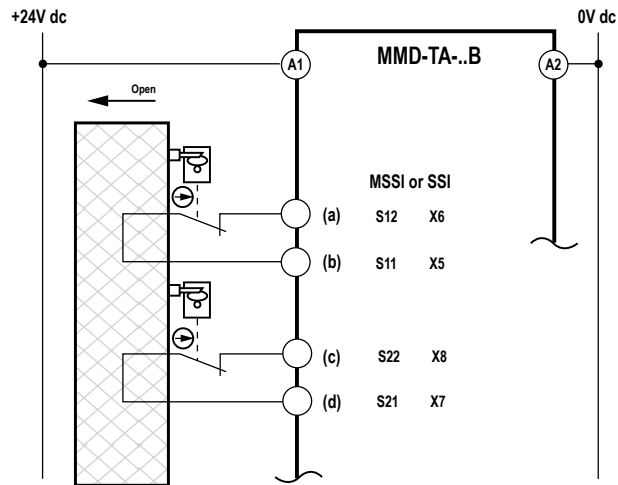 +24V dc 0V dc
A1 MMD-TA-..B A2
Open
MSSI or SSI
(a) S12 X6
(b) S11 X5
(c) S22 X8
(d) S21 X7